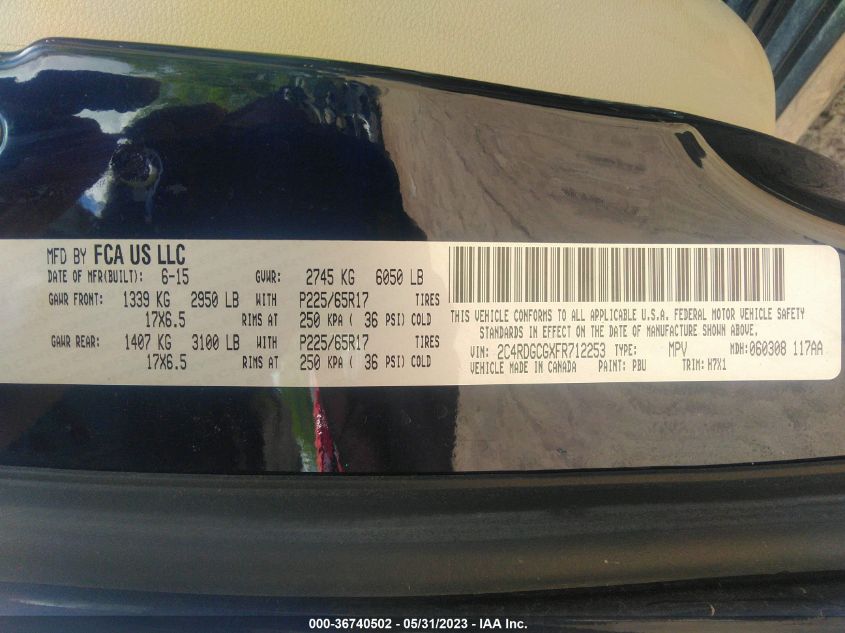 MFD BY FCA US LLC
DATE OF MFR(BUILT): 6-15 GVWR: 2745 KG 6050 LB
GAWR FRONT: 1339 KG 2950 LB WITH P225/65R17 TIRES
17X6.5 RIMS AT 250 KPA ( 36 PSI) COLD
GAWR REAR: 1407 KG 3100 LB WITH P225/65R17 TIRES
17X6.5 RIMS AT 250 KPA ( 36 PSI) COLD
THIS VEHICLE CONFORMS TO ALL APPLICABLE U.S.A. FEDERAL MOTOR VEHICLE SAFETY
STANDARDS IN EFFECT ON THE DATE OF MANUFACTURE SHOWN ABOVE.
VIN: 2C4RDGCGXFR712253 TYPE: MPV MDH: 060308 117AA
VEHICLE MADE IN CANADA PAINT: PBU TRIM: H7X1
000-36740502 - 05/31/2023 - IAA Inc.